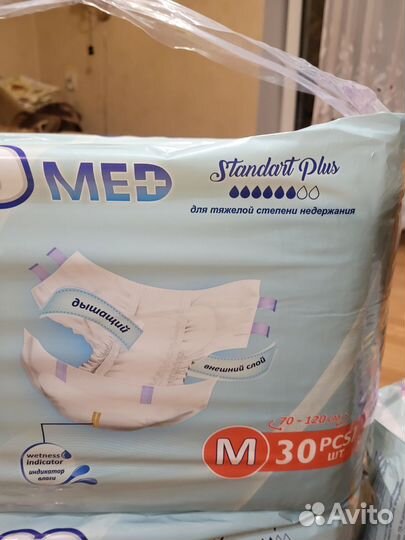 MED
Standart Plus
для тяжелой степени недержания
дышащий
внешний слой
wetness
indicator
индикатор
влаги
70 - 120
M 30 PCS/
ШТ
Avito